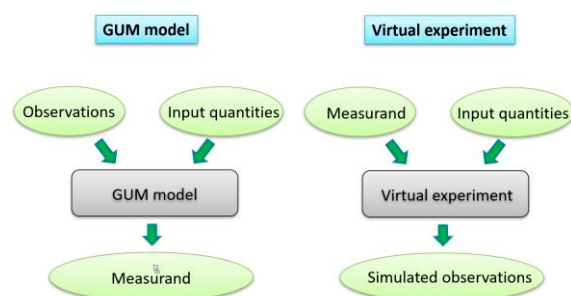 GUM model
Virtual experiment
Observations
Input quantities
Measurand
Input quantities
GUM model
Virtual experiment
Measurand
Simulated observations